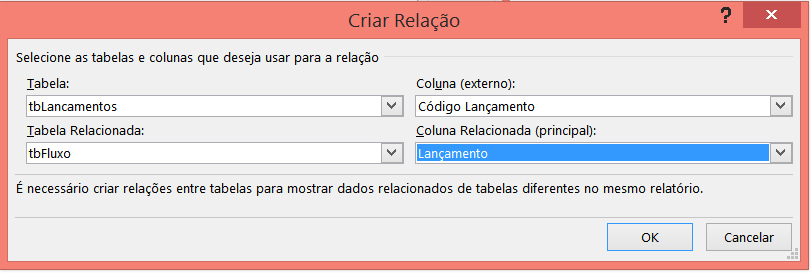 Criar Relação
? ×
Selecione as tabelas e colunas que deseja usar para a relação
Tabela: Coluna (externo):
tbLancamentos Código Lançamento
Tabela Relacionada: Coluna Relacionada (principal):
tbFluxo Lançamento
É necessário criar relações entre tabelas para mostrar dados relacionados de tabelas diferentes no mesmo relatório.
OK Cancelar